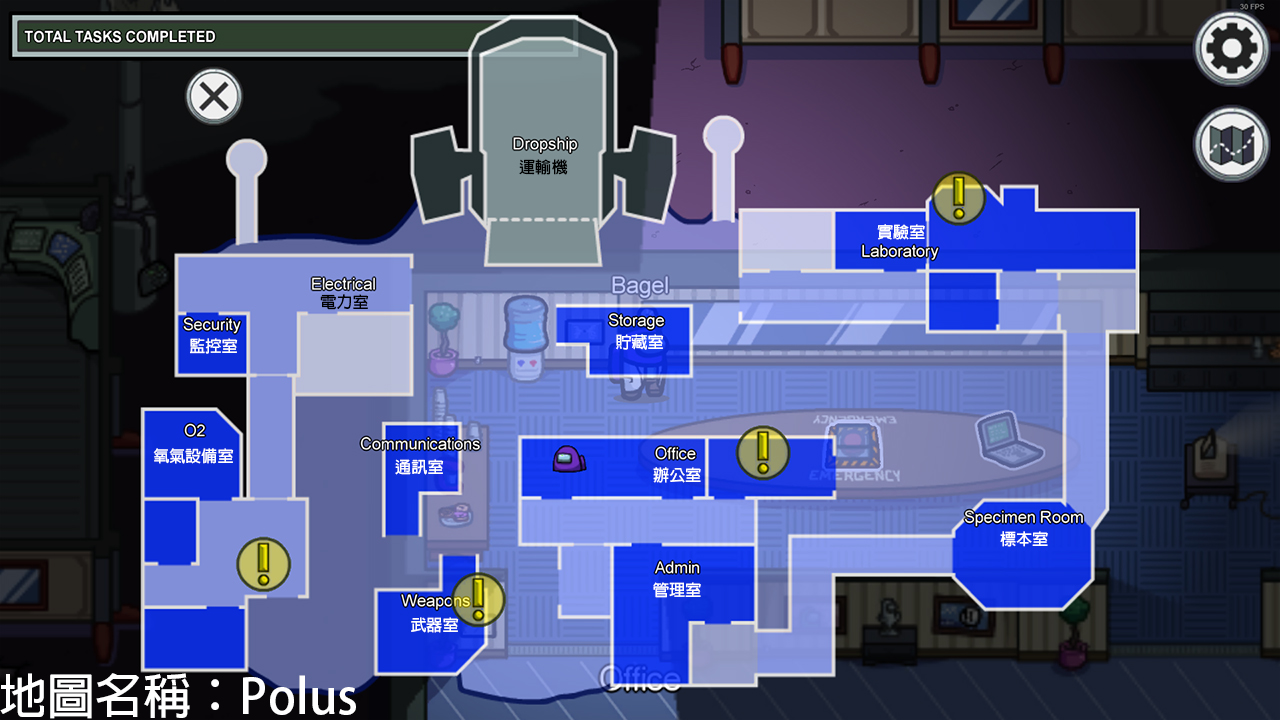 30 FPS
TOTAL TASKS COMPLETED
Dropship
運輸機
實驗室
Laboratory
Electrical
電力室
Bagel
Security
監控室
Storage
貯藏室
O2
氧氣設備室
Communications
通訊室
EMERGENCY
EMERGENCY
Office
辦公室
Specimen Room
標本室
Admin
管理室
Weapons
武器室
Office
地圖名稱：Polus